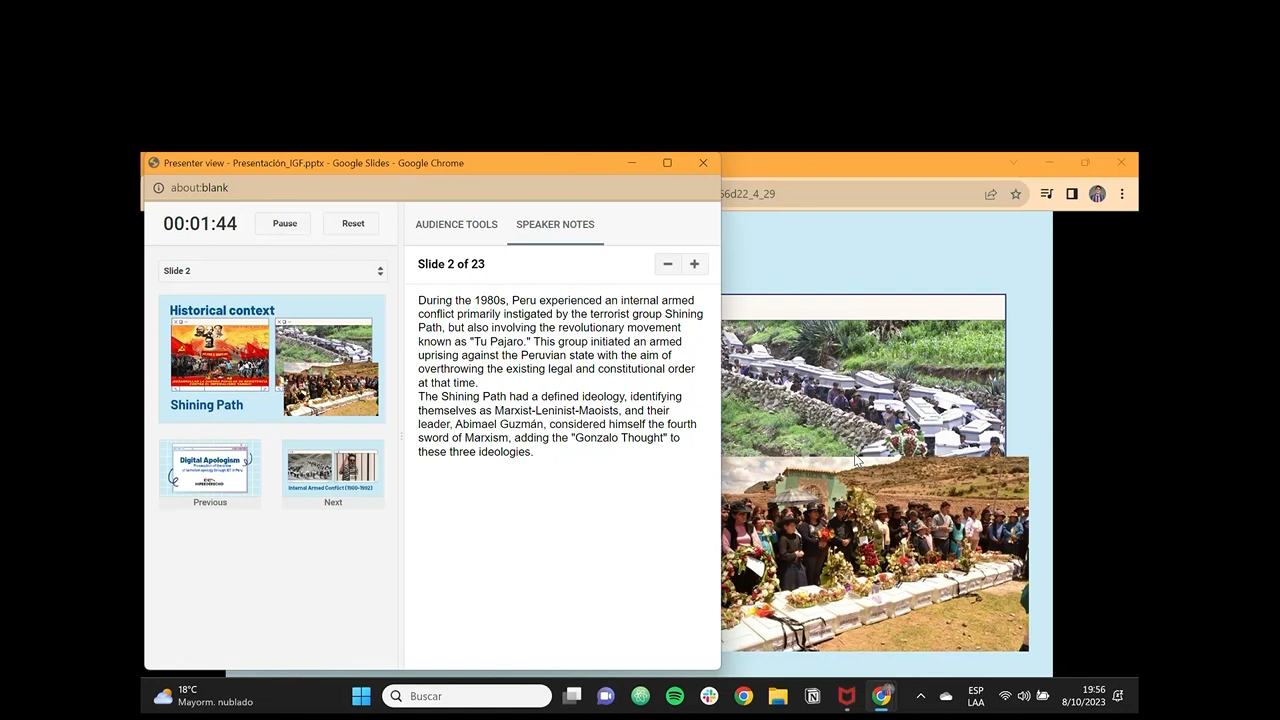 Presenter view - Presentación_IGF.pptx - Google Slides - Google Chrome
about:blank
56d22_4_29
00:01:44
Pause
Reset
AUDIENCE TOOLS
SPEAKER NOTES
Slide 2
Slide 2 of 23
Historical context
Shining Path
Digital Apologism
HIPERDERECHO
Previous
Internal Armed Conflict (1980-1992)
Next
During the 1980s, Peru experienced an internal armed
conflict primarily instigated by the terrorist group Shining
Path, but also involving the revolutionary movement
known as "Tu Pajaro." This group initiated an armed
uprising against the Peruvian state with the aim of
overthrowing the existing legal and constitutional order
at that time.
The Shining Path had a defined ideology, identifying
themselves as Marxist-Leninist-Maoists, and their
leader, Abimael Guzmán, considered himself the fourth
sword of Marxism, adding the "Gonzalo Thought" to
these three ideologies.
18°C
Mayorm. nublado
Buscar
ESP
LAA
19:56
8/10/2023